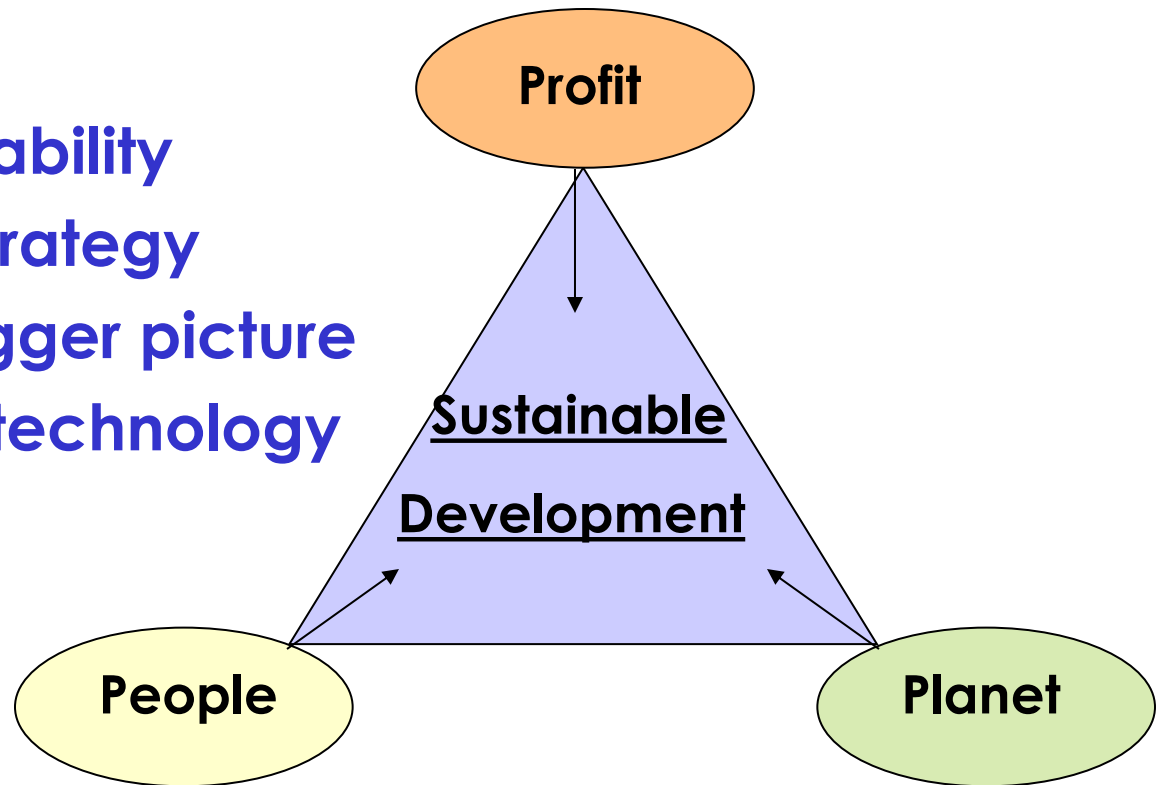 Profit
ability
rategy
gger picture
technology
Sustainable
Development
People
Planet